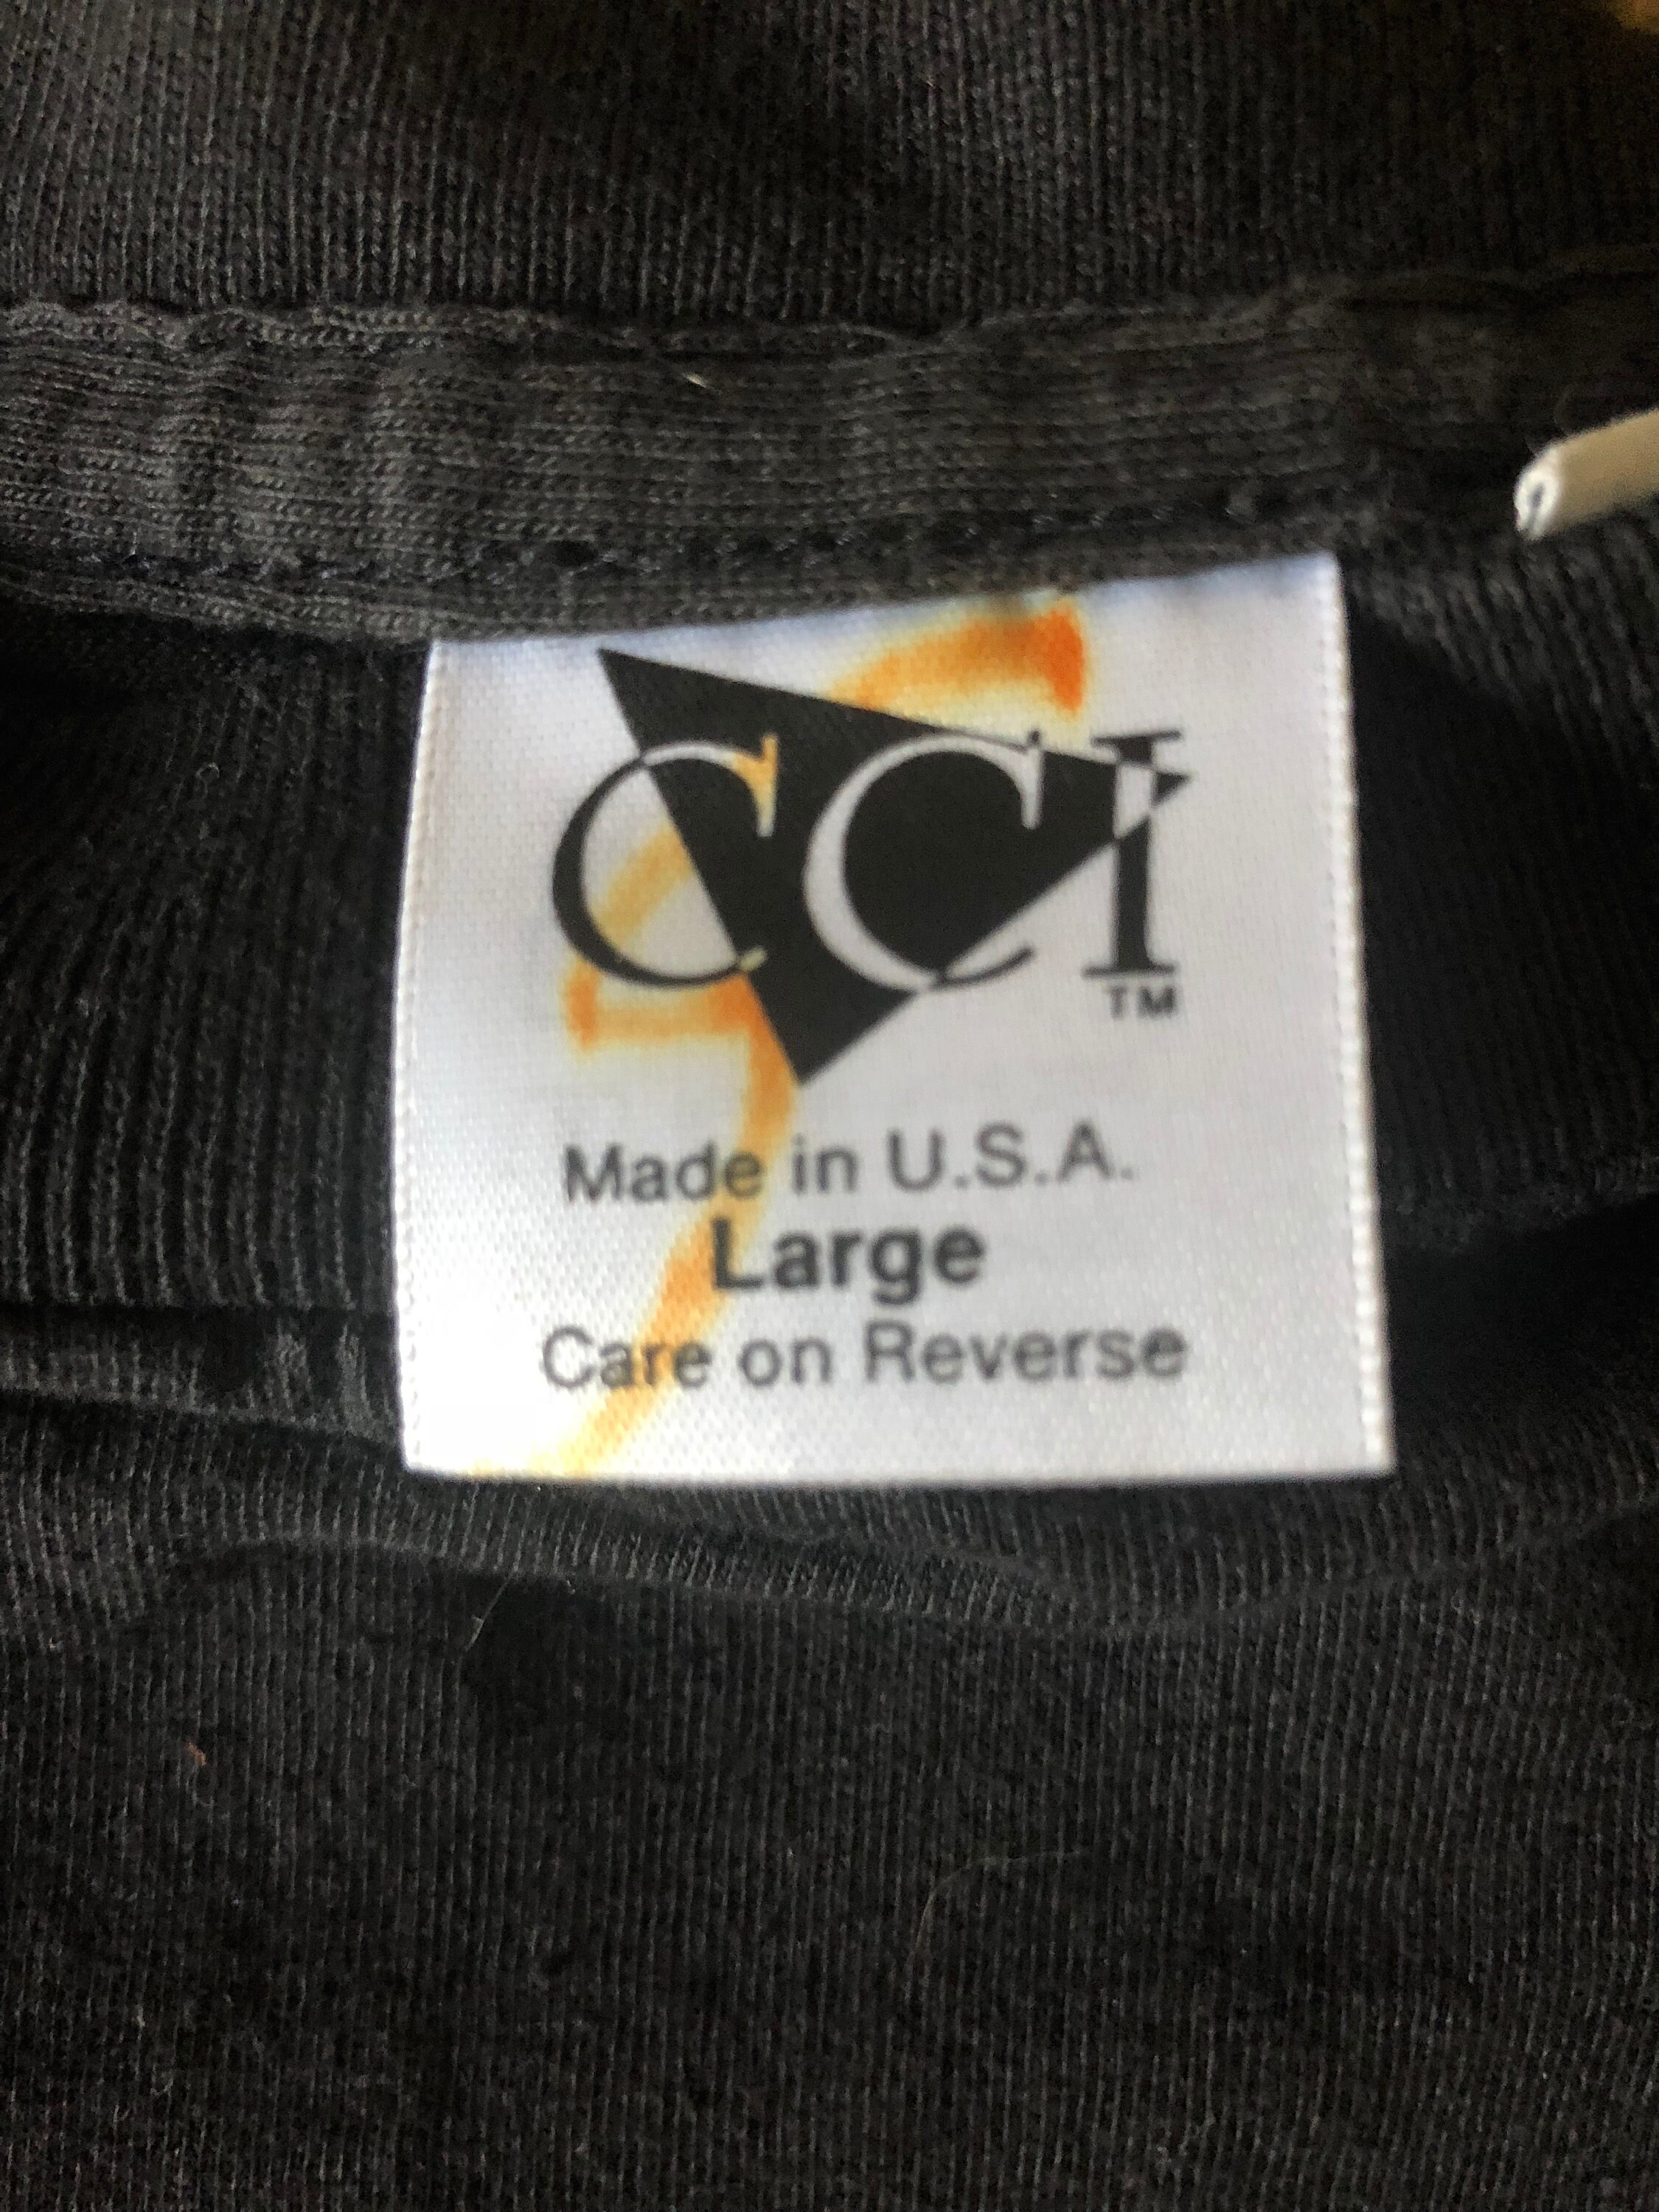 CCI
TM
Made in U.S.A.
Large
Care on Reverse